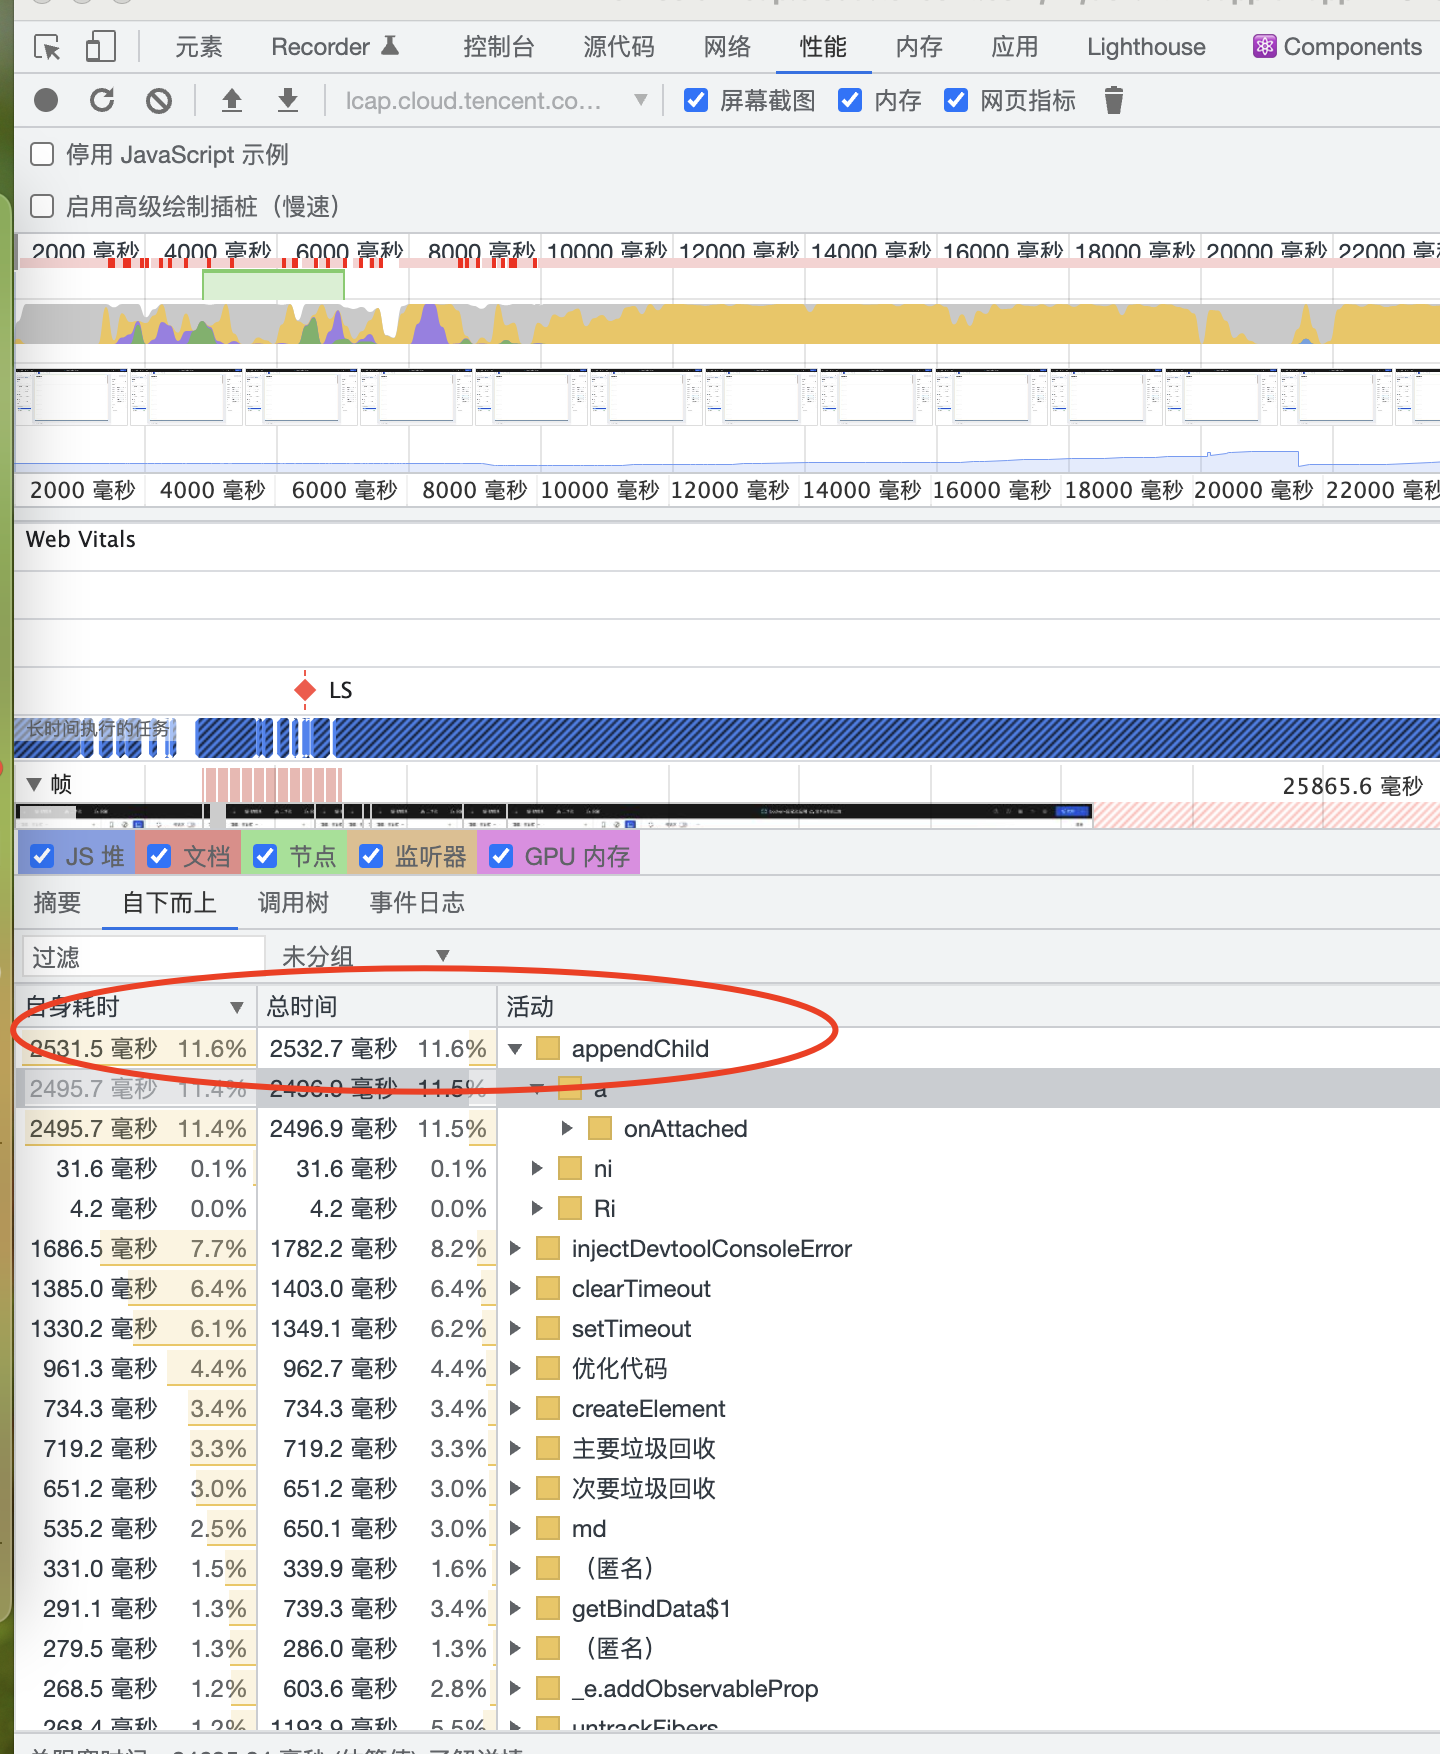 元素 Recorder 控制台 源代码 网络 性能 内存 应用 Lighthouse Components
lcap.cloud.tencent.co… 屏幕截图 内存 网页指标
停用 JavaScript 示例
启用高级绘制插桩（慢速）
2000 毫秒 4000 毫秒 6000 毫秒 8000 毫秒 10000 毫秒 12000 毫秒 14000 毫秒 16000 毫秒 18000 毫秒 20000 毫秒 22000 毫秒
2000 毫秒 4000 毫秒 6000 毫秒 8000 毫秒 10000 毫秒 12000 毫秒 14000 毫秒 16000 毫秒 18000 毫秒 20000 毫秒 22000 毫秒
Web Vitals
LS
长时间执行的任务
帧 25865.6 毫秒
JS 堆 文档 节点 监听器 GPU 内存
摘要 自下而上 调用树 事件日志
过滤 未分组
自身耗时 总时间 活动
2531.5 毫秒 11.6% 2532.7 毫秒 11.6% appendChild
2495.7 毫秒 11.4% 2496.9 毫秒 11.5% a
2495.7 毫秒 11.4% 2496.9 毫秒 11.5% onAttached
31.6 毫秒 0.1% 31.6 毫秒 0.1% ni
4.2 毫秒 0.0% 4.2 毫秒 0.0% Ri
1686.5 毫秒 7.7% 1782.2 毫秒 8.2% injectDevtoolConsoleError
1385.0 毫秒 6.4% 1403.0 毫秒 6.4% clearTimeout
1330.2 毫秒 6.1% 1349.1 毫秒 6.2% setTimeout
961.3 毫秒 4.4% 962.7 毫秒 4.4% 优化代码
734.3 毫秒 3.4% 734.3 毫秒 3.4% createElement
719.2 毫秒 3.3% 719.2 毫秒 3.3% 主要垃圾回收
651.2 毫秒 3.0% 651.2 毫秒 3.0% 次要垃圾回收
535.2 毫秒 2.5% 650.1 毫秒 3.0% md
331.0 毫秒 1.5% 339.9 毫秒 1.6% （匿名）
291.1 毫秒 1.3% 739.3 毫秒 3.4% getBindData$1
279.5 毫秒 1.3% 286.0 毫秒 1.3% （匿名）
268.5 毫秒 1.2% 603.6 毫秒 2.8% _e.addObservableProp
268.4 毫秒 1.2% 1193.9 毫秒 5.5% untrackFibers